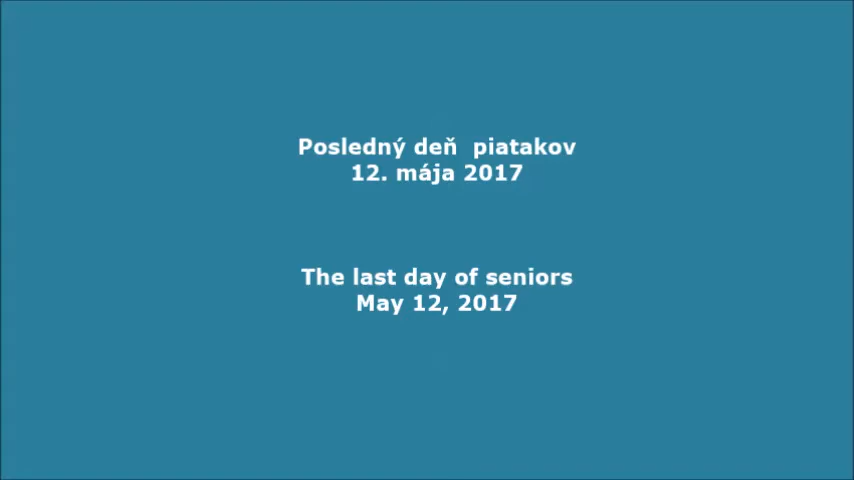 Posledný deň piatakov
12. mája 2017
The last day of seniors
May 12, 2017